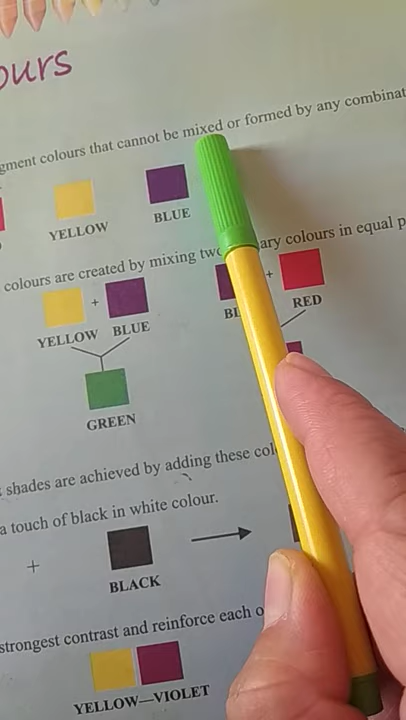 ours
gment colours that cannot be mixed or formed by any combinat
YELLOW BLUE
colours are created by mixing two ary colours in equal p
+ +
YELLOW BLUE BL RED
GREEN
shades are achieved by adding these col
a touch of black in white colour.
+
BLACK
strongest contrast and reinforce each o
YELLOW—VIOLET